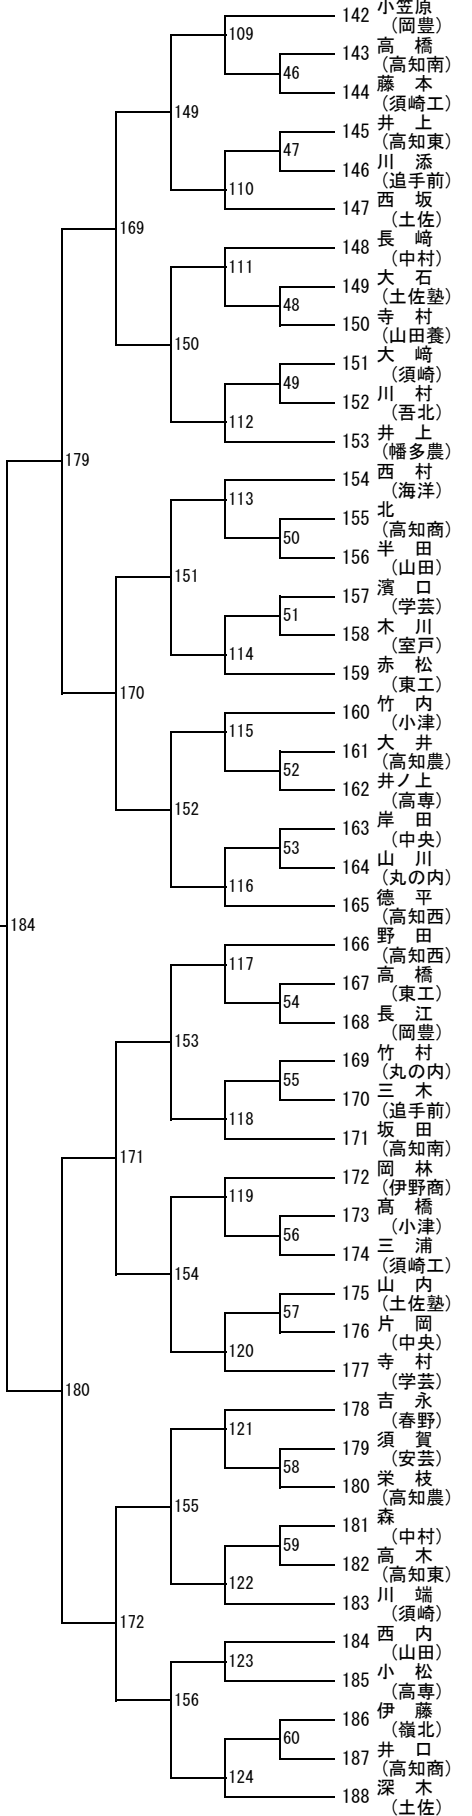 142 小笠原
（岡豊）
109
143 高　橋
（高知南）
46
144 藤　本
（須崎工）
149
145 井　上
（高知東）
47
146 川　添
（追手前）
110
147 西　坂
（土佐）
169
148 長　﨑
（中村）
111
149 大　石
（土佐塾）
48
150 寺　村
（山田養）
150
151 大　﨑
（須崎）
49
152 川　村
（吾北）
112
153 井　上
（幡多農）
179
154 西　村
（海洋）
113
155 北
（高知商）
50
156 半　田
（山田）
151
157 濱　口
（学芸）
51
158 木　川
（室戸）
114
159 赤　松
（東工）
170
160 竹　内
（小津）
115
161 大　井
（高知農）
52
162 井ノ上
（高専）
152
163 岸　田
（中央）
53
164 山　川
（丸の内）
116
165 德　平
（高知西）
184
166 野　田
（高知西）
117
167 高　橋
（東工）
54
168 長　江
（岡豊）
153
169 竹　村
（丸の内）
55
170 三　木
（追手前）
118
171 坂　田
（高知南）
171
172 岡　林
（伊野商）
119
173 髙　橋
（小津）
56
174 三　浦
（須崎工）
154
175 山　内
（土佐塾）
57
176 片　岡
（中央）
120
177 寺　村
（学芸）
180
178 吉　永
（春野）
121
179 須　賀
（安芸）
58
180 栄　枝
（高知農）
155
181 森
（中村）
59
182 高　木
（高知東）
122
183 川　端
（須崎）
172
184 西　内
（山田）
123
185 小　松
（高専）
156
186 伊　藤
（嶺北）
60
187 井　口
（高知商）
124
188 深　木
（土佐）